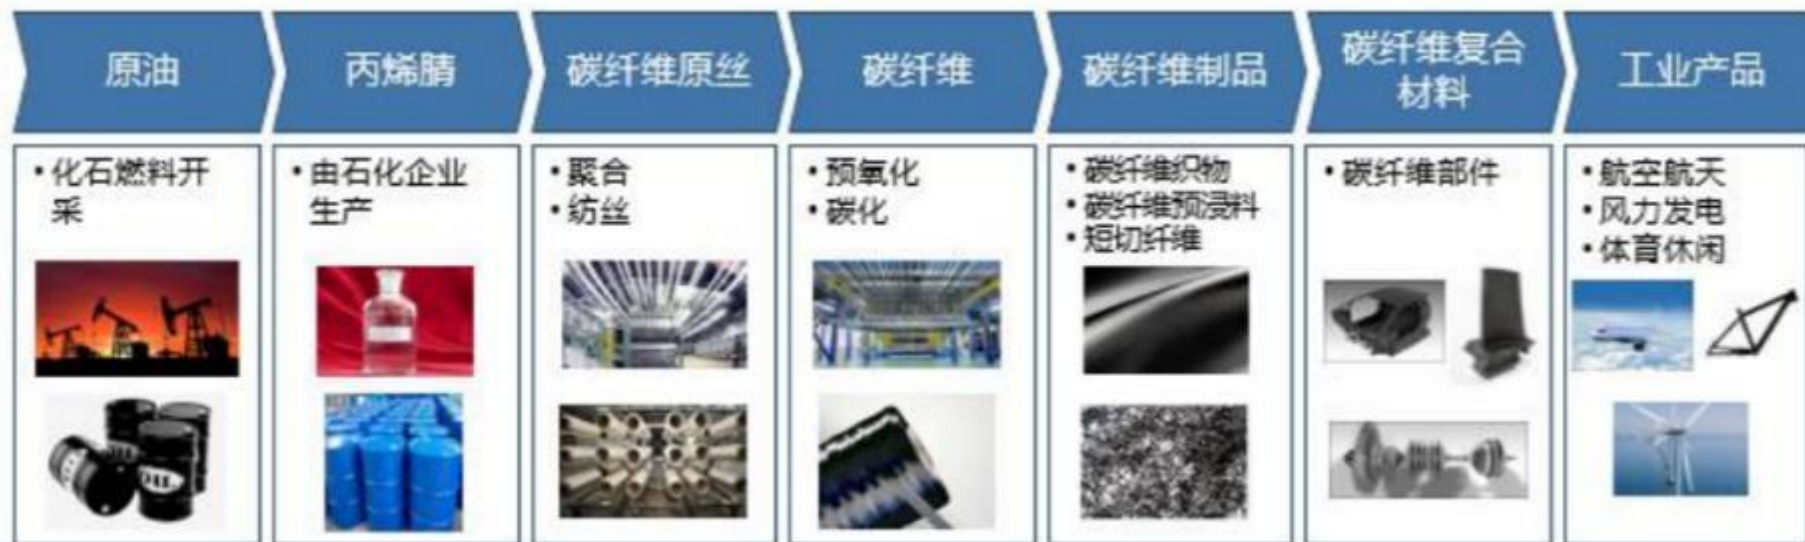 原油
丙烯腈
碳纤维原丝
碳纤维
碳纤维制品
碳纤维复合
材料
工业产品
• 化石燃料开
采
• 由石化企业
生产
• 聚合
• 纺丝
• 预氧化
• 碳化
• 碳纤维织物
• 碳纤维预浸料
• 短切纤维
• 碳纤维部件
• 航空航天
• 风力发电
• 体育休闲
OIL